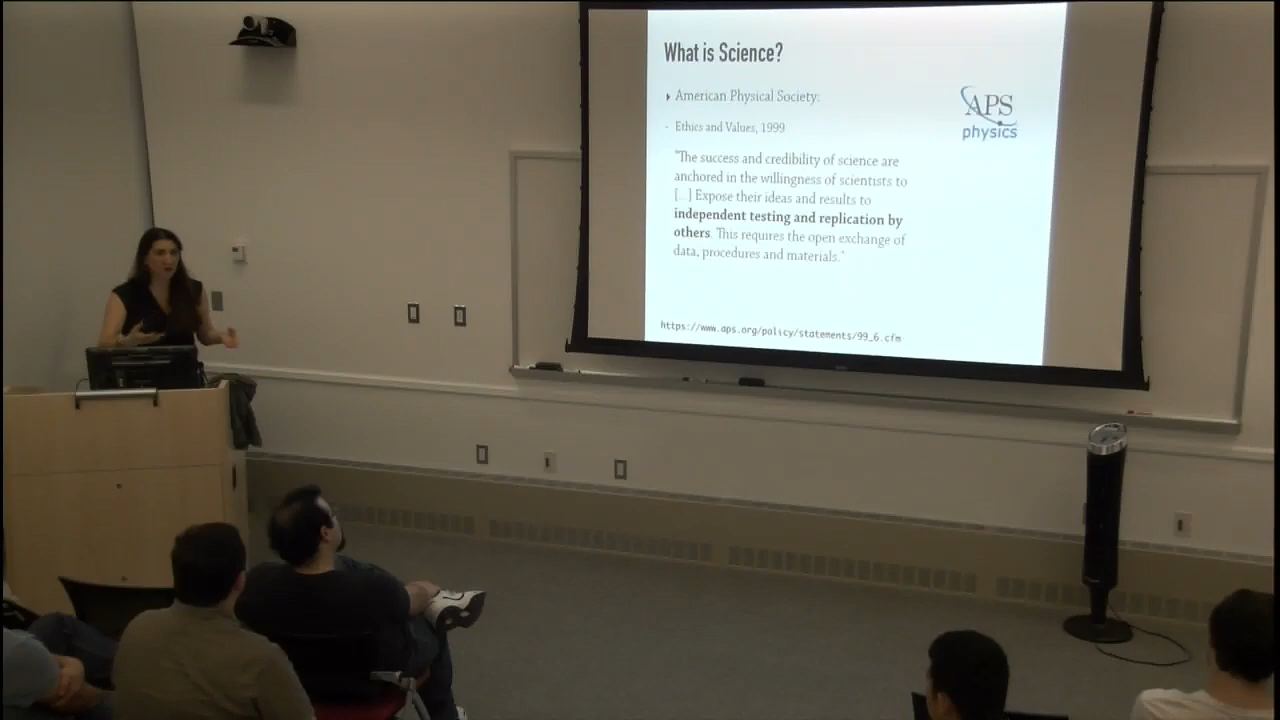 What is Science?
American Physical Society:
- Ethics and Values, 1999
"The success and credibility of science are
anchored in the willingness of scientists to
[...] Expose their ideas and results to
independent testing and replication by
others. This requires the open exchange of
data, procedures and materials."
https://www.aps.org/policy/statements/99_6.cfm
APS
physics